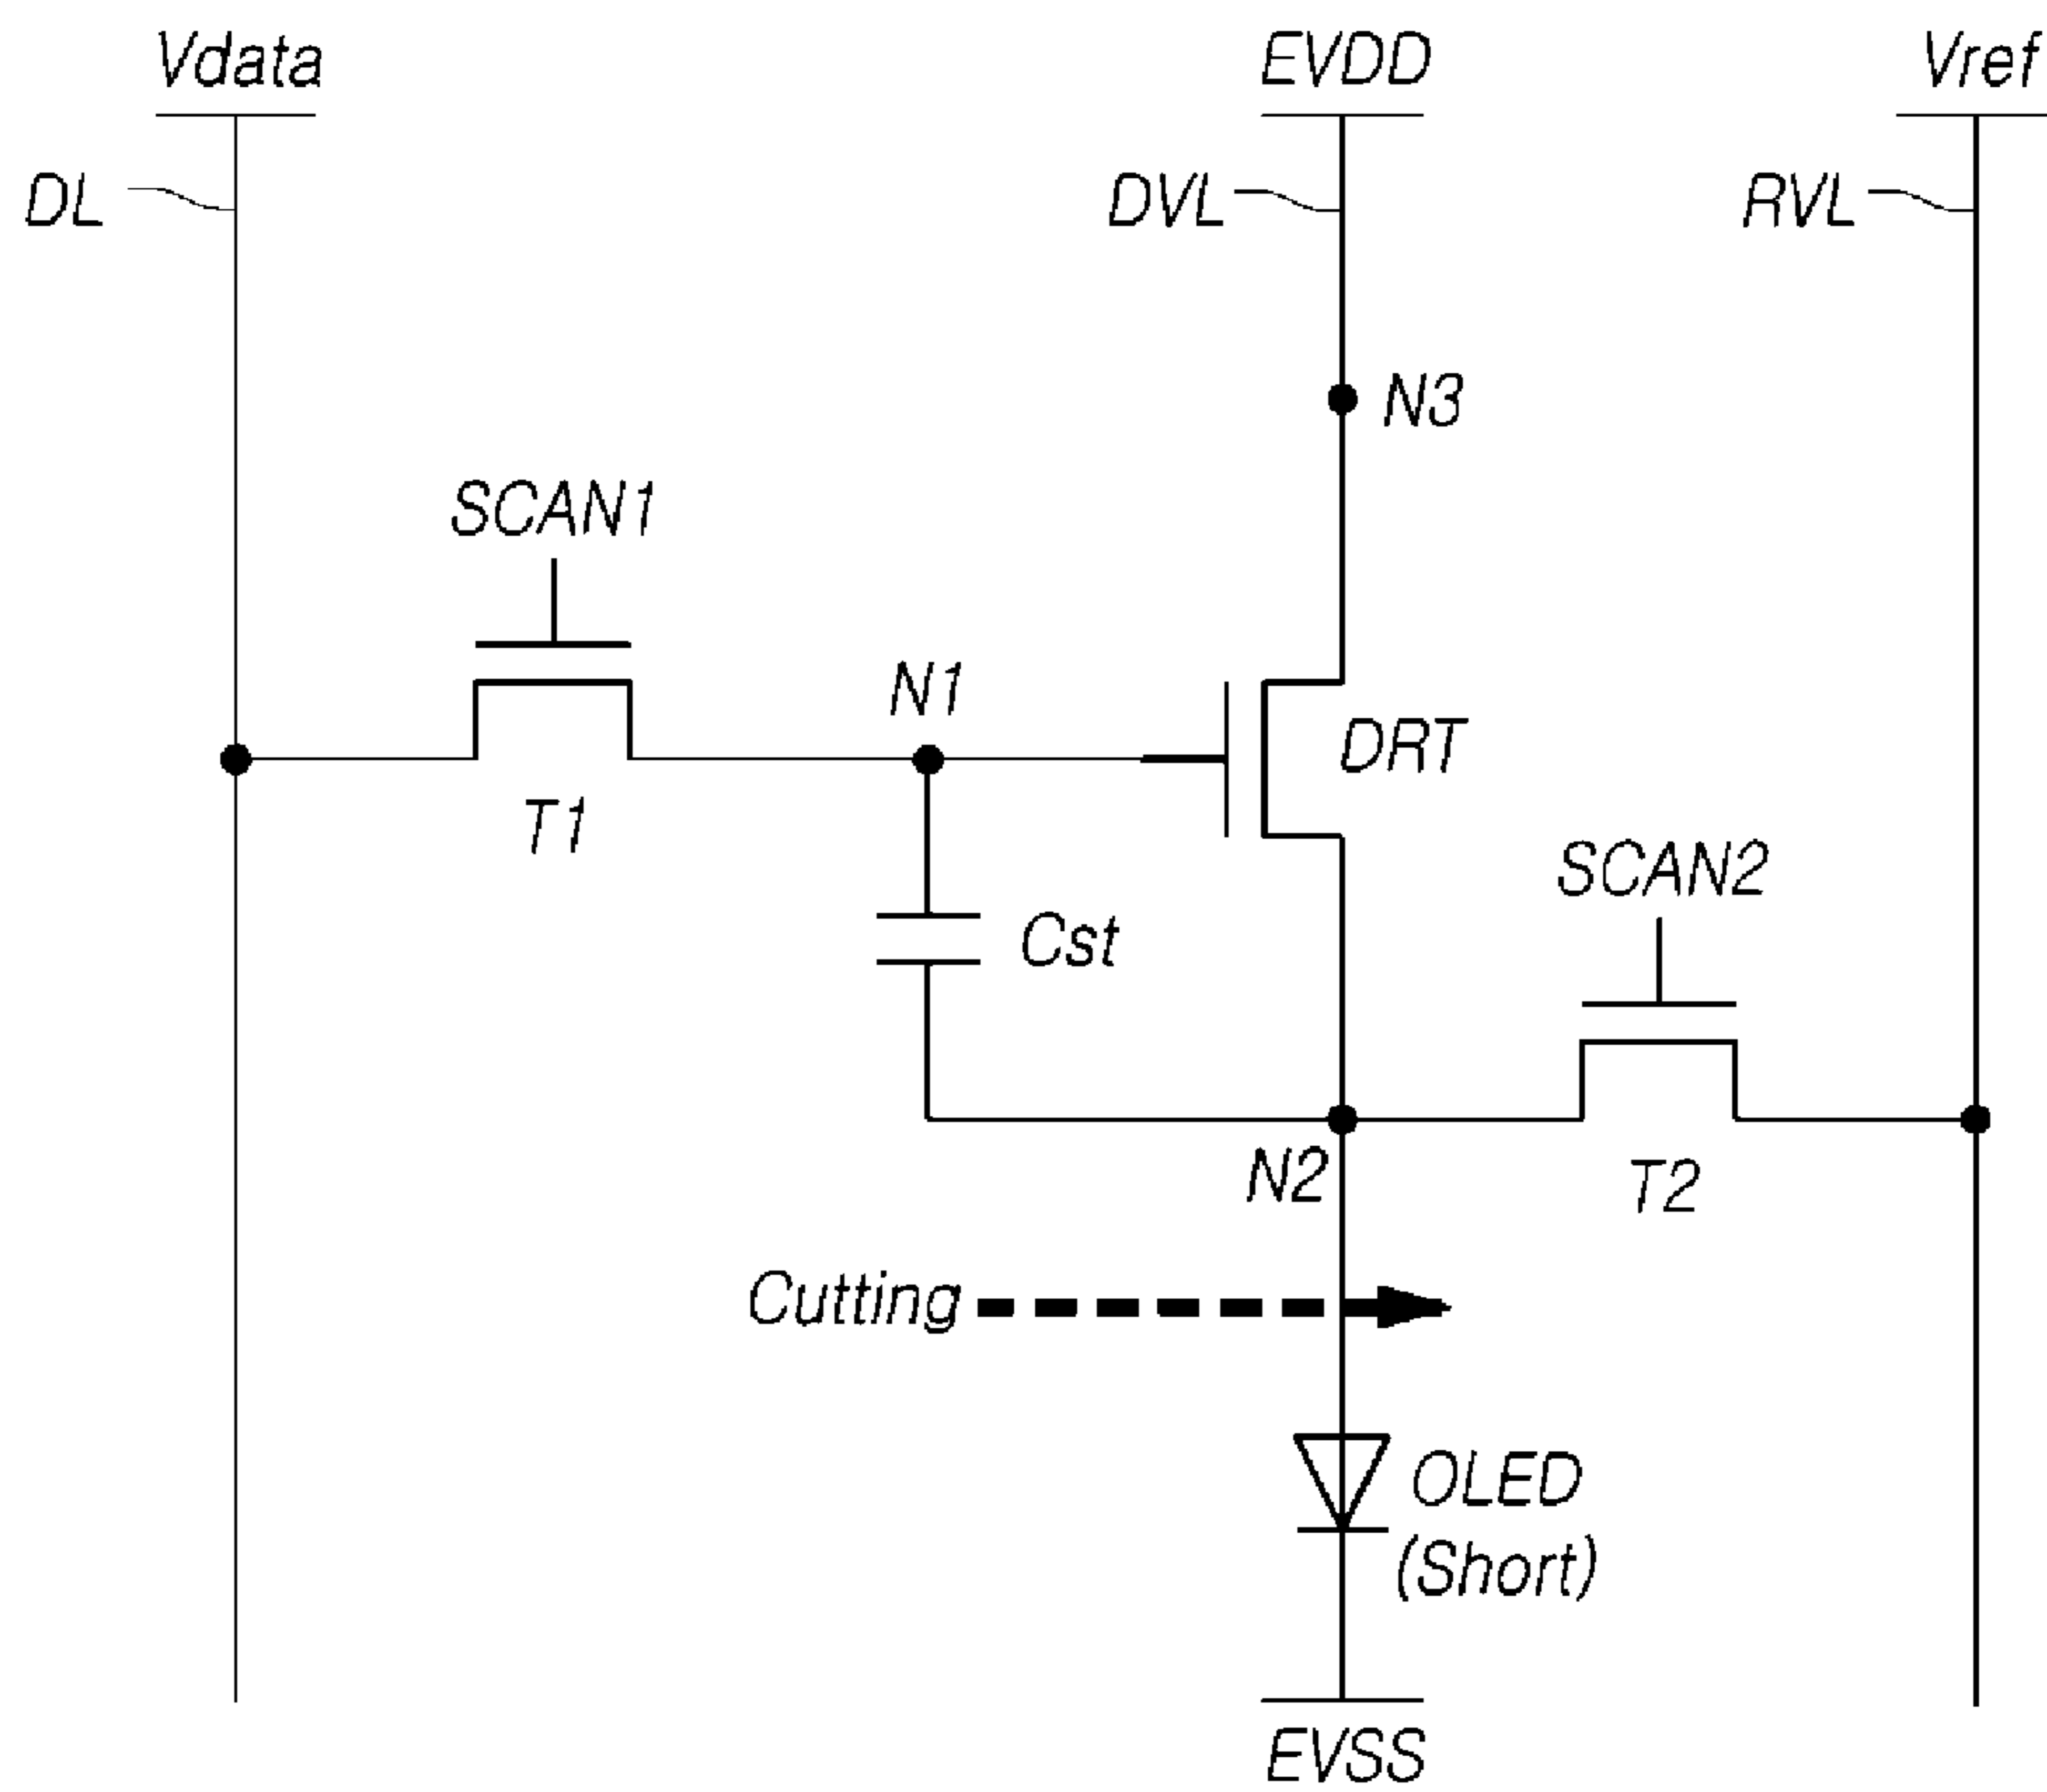 Vdata
EVDD
Vref
DL
DVL
RVL
N3
SCAN1
N1
DRT
T1
SCAN2
Cst
N2
T2
Cutting
OLED
(Short)
EVSS